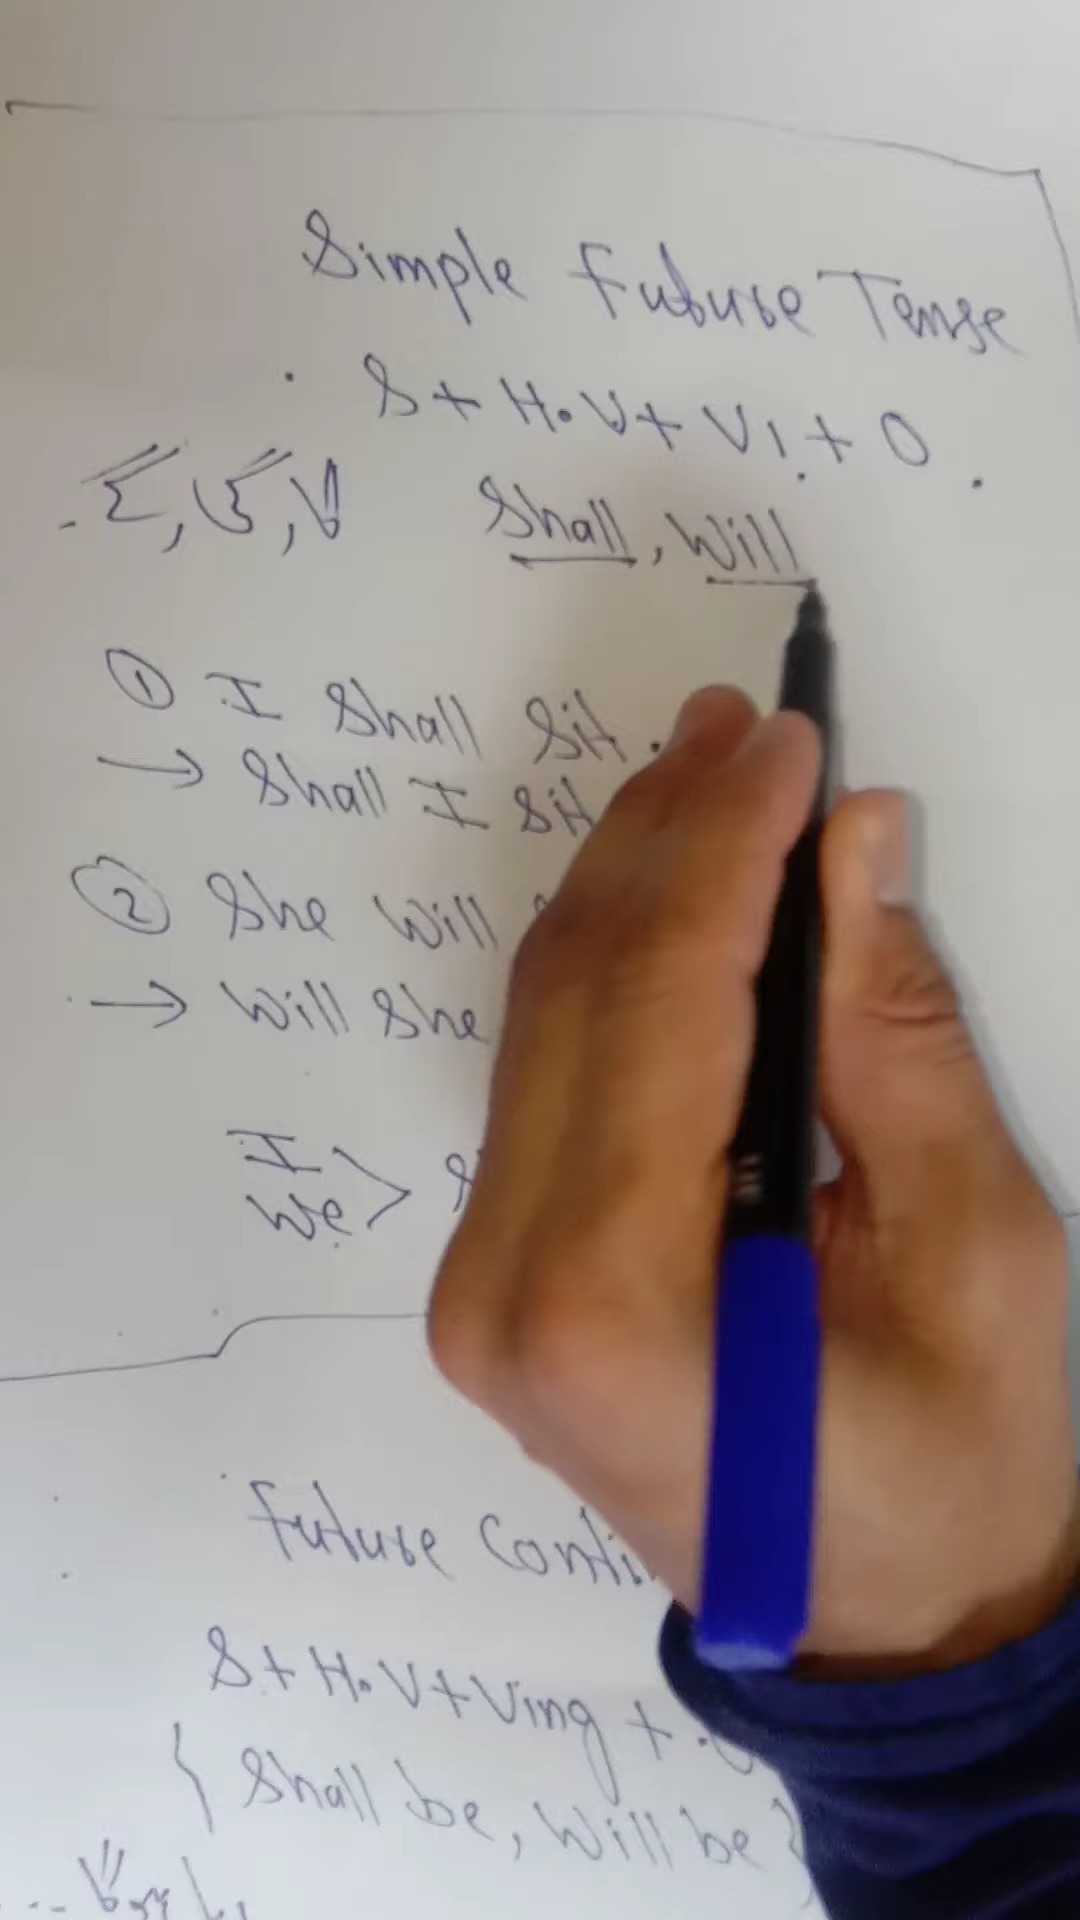 Simple Future Tense
S + H.V + V1 + O.
Shall, Will
① I Shall Sit.
→ Shall I Sit
② She Will
→ Will She
I
We >
Future
S + H.V + Ving +
{ Shall be, Will be }